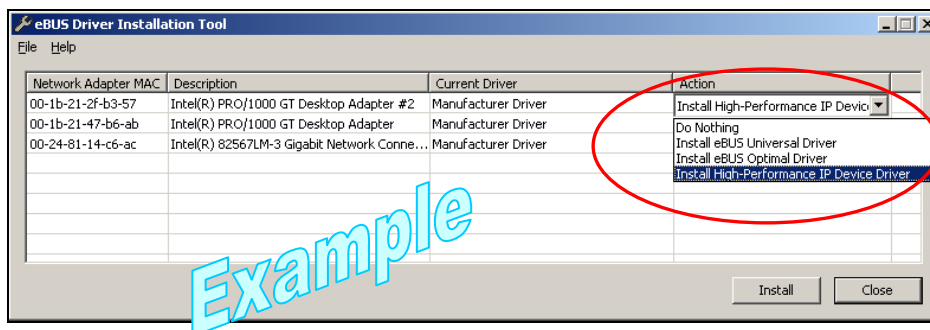 eBUS Driver Installation Tool
File Help
Network Adapter MAC Description Current Driver Action
00-1b-21-2f-b3-57 Intel(R) PRO/1000 GT Desktop Adapter #2 Manufacturer Driver Install High-Performance IP Devic
00-1b-21-47-b6-ab Intel(R) PRO/1000 GT Desktop Adapter Manufacturer Driver Do Nothing
00-24-81-14-c6-ac Intel(R) 82567LM-3 Gigabit Network Conne... Manufacturer Driver Install eBUS Universal Driver
Install eBUS Optimal Driver
Install High-Performance IP Device Driver
Example
Install Close